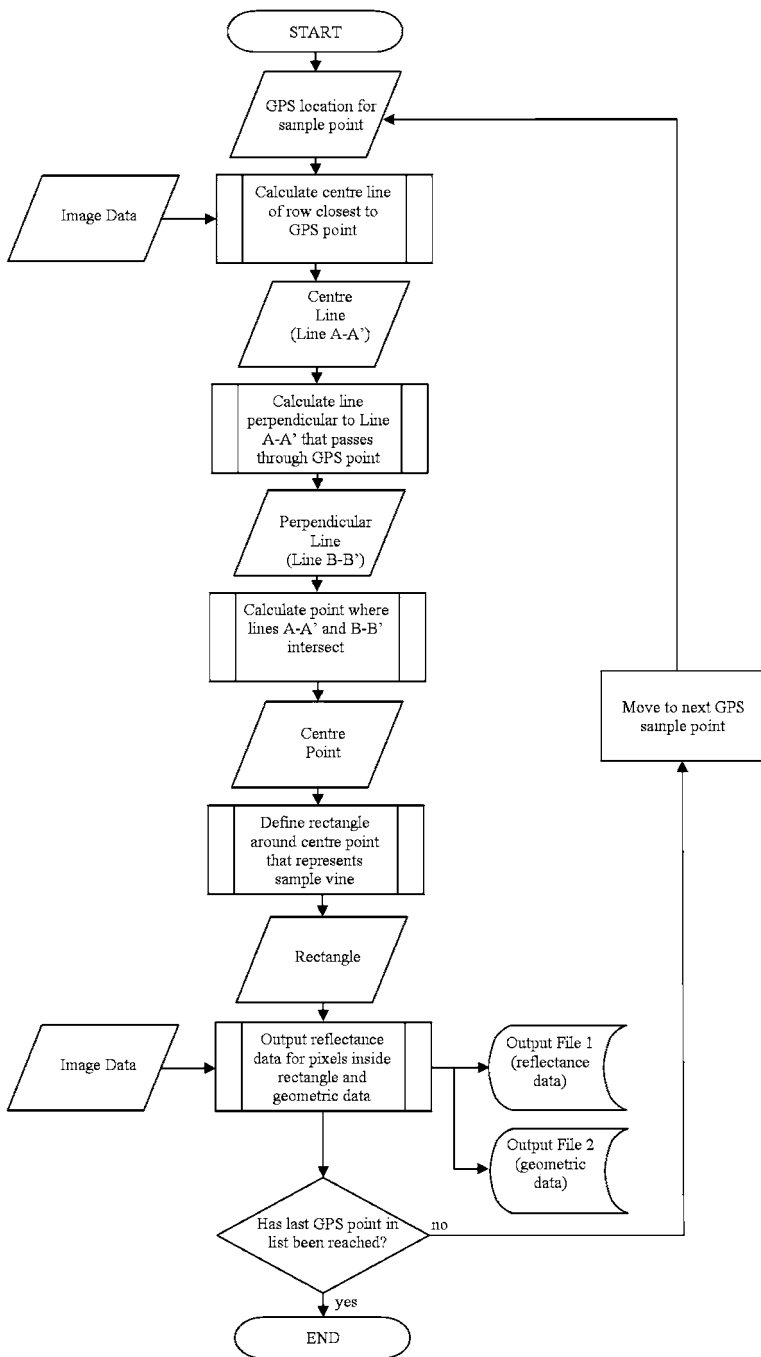 START
GPS location for
sample point
Image Data
Calculate centre line
of row closest to
GPS point
Centre
Line
(Line A-A’)
Calculate line
perpendicular to Line
A-A’ that passes
through GPS point
Perpendicular
Line
(Line B-B’)
Calculate point where
lines A-A’ and B-B’
intersect
Move to next GPS
sample point
Centre
Point
Define rectangle
around centre point
that represents
sample vine
Rectangle
Image Data
Output reflectance
data for pixels inside
rectangle and
geometric data
Output File 1
(reflectance
data)
Output File 2
(geometric
data)
Has last GPS point in
list been reached?
no
yes
END